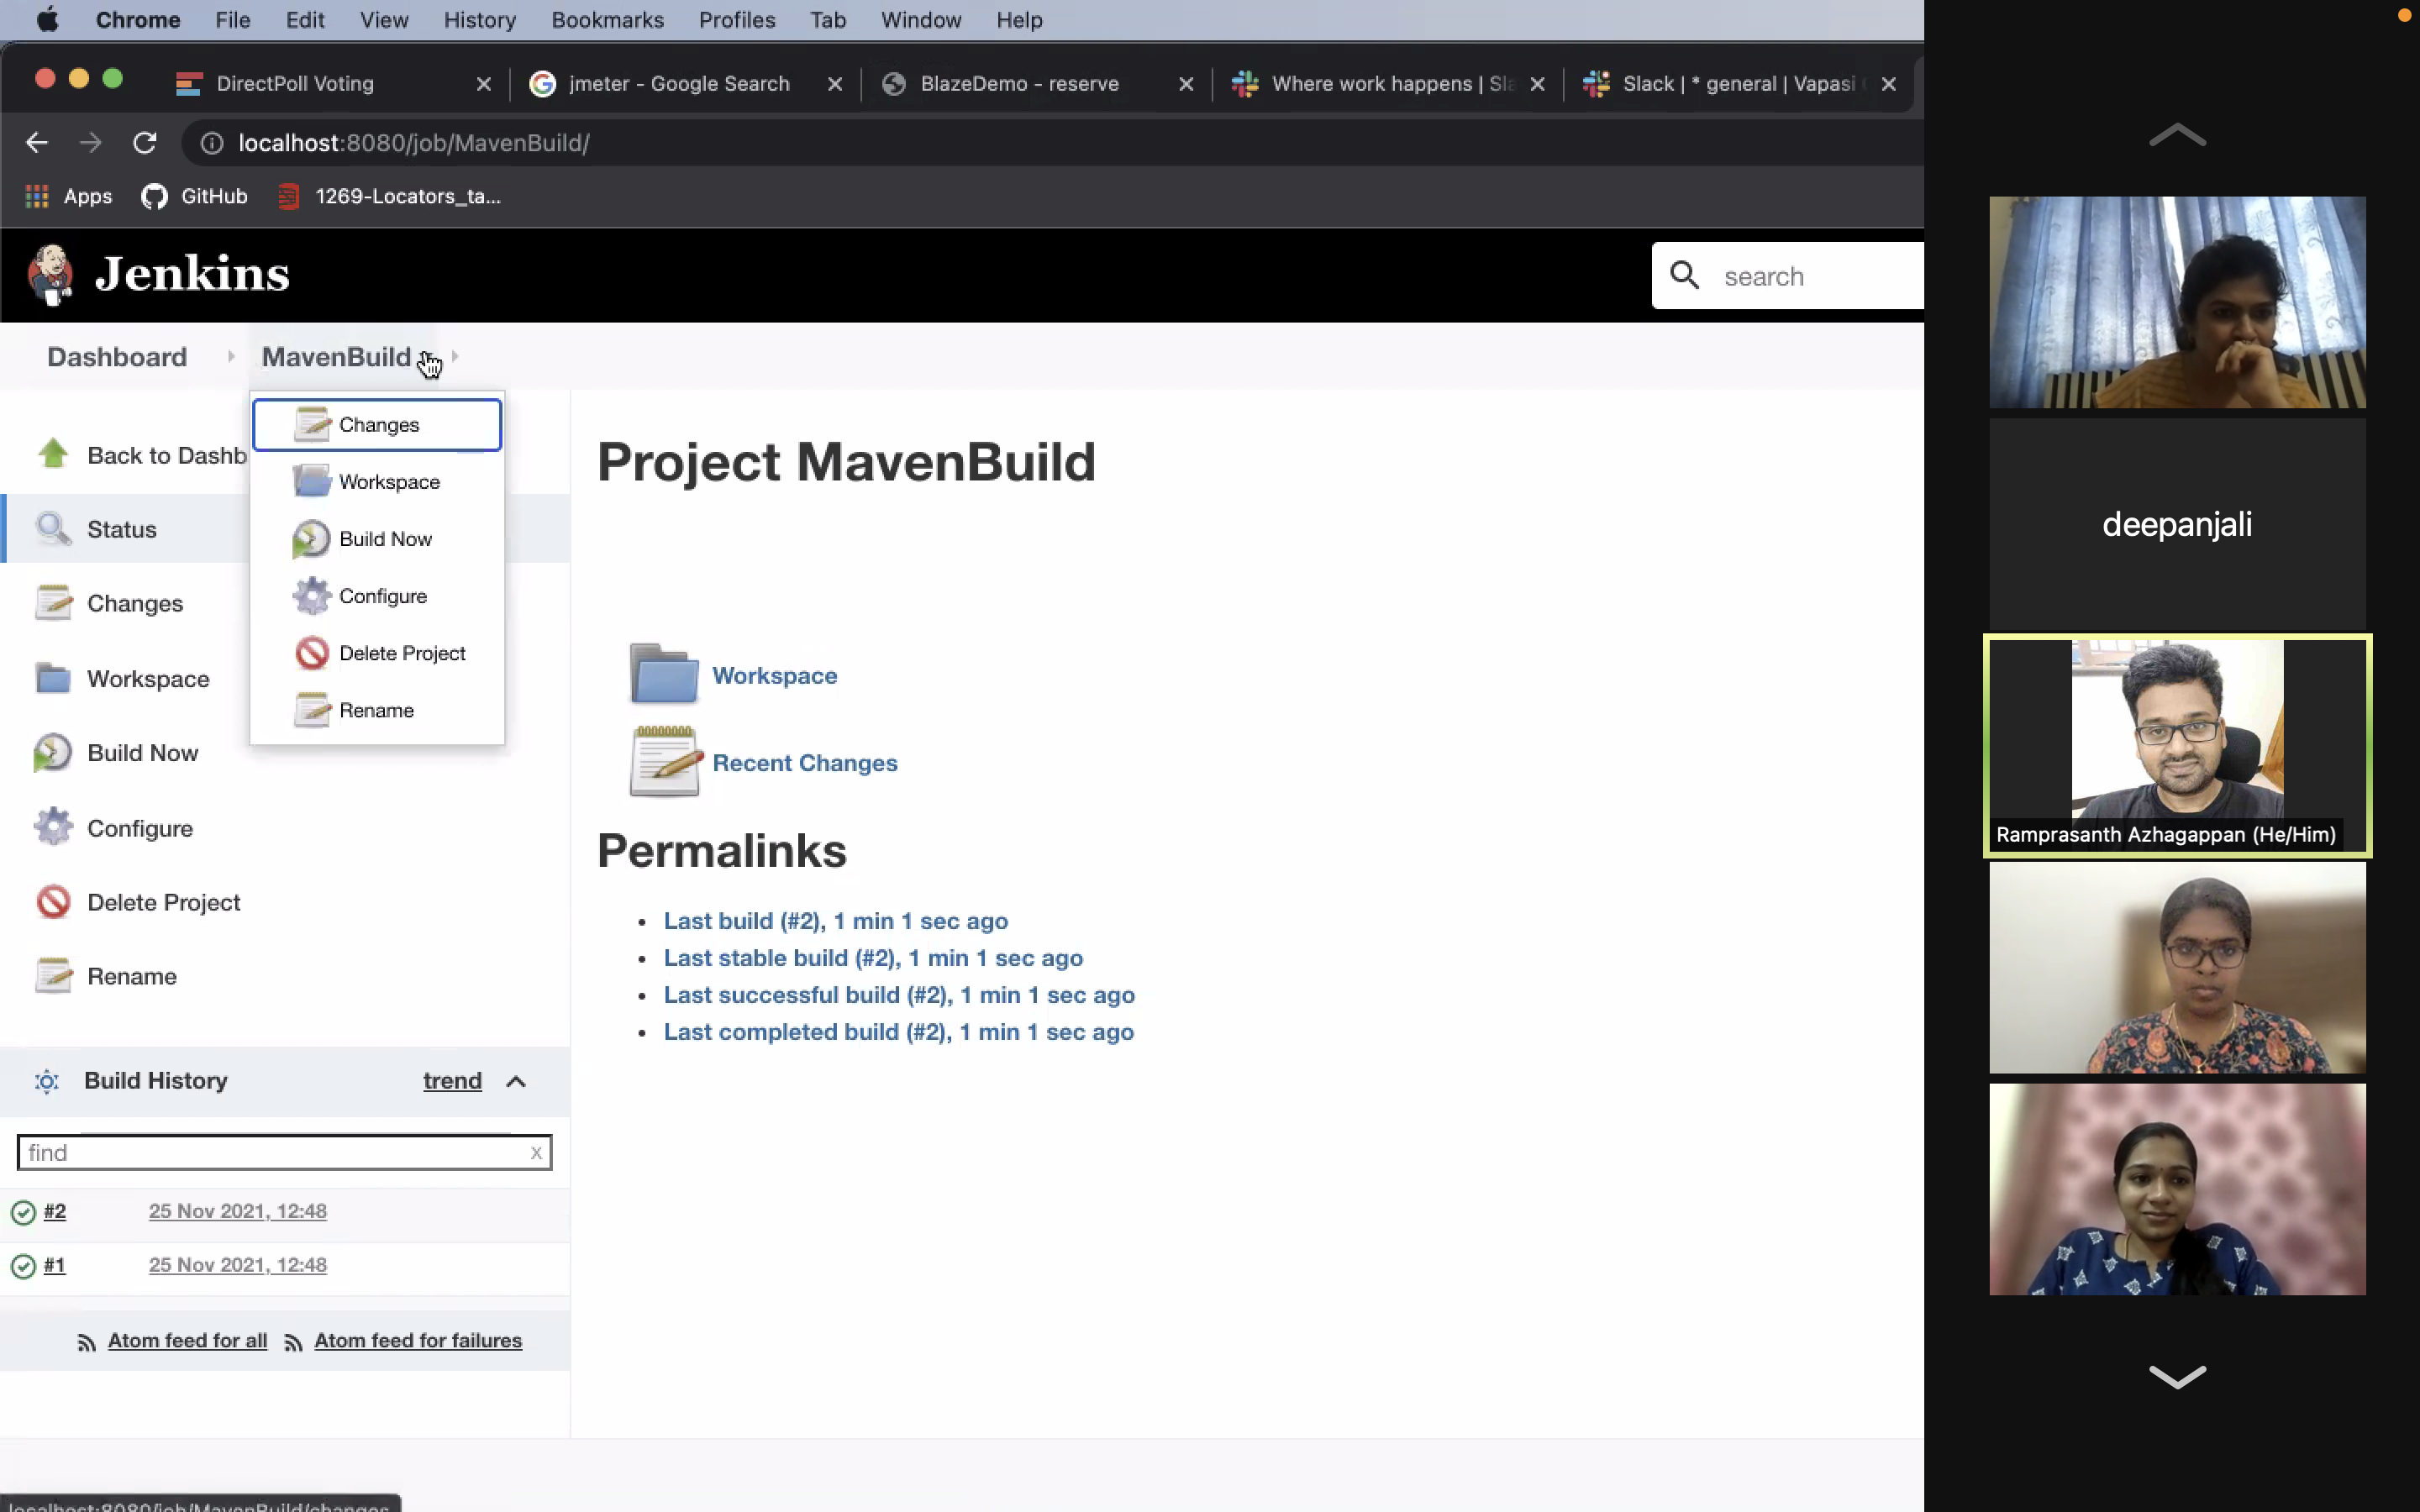 Chrome File Edit View History Bookmarks Profiles Tab Window Help
DirectPoll Voting
jmeter - Google Search
BlazeDemo - reserve
Where work happens | Sla
Slack | * general | Vapasi
localhost:8080/job/MavenBuild/
Apps GitHub 1269-Locators_ta...
Jenkins
search
Dashboard MavenBuild
Back to Dashb
Status
Changes
Workspace
Build Now
Configure
Delete Project
Rename
Changes
Workspace
Build Now
Configure
Delete Project
Rename
Project MavenBuild
Workspace
Recent Changes
Permalinks
• Last build (#2), 1 min 1 sec ago
• Last stable build (#2), 1 min 1 sec ago
• Last successful build (#2), 1 min 1 sec ago
• Last completed build (#2), 1 min 1 sec ago
Build History trend
find x
#2 25 Nov 2021, 12:48
#1 25 Nov 2021, 12:48
Atom feed for all Atom feed for failures
localhost:8080/job/MavenBuild/changes
deepanjali
Ramprasanth Azhagappan (He/Him)